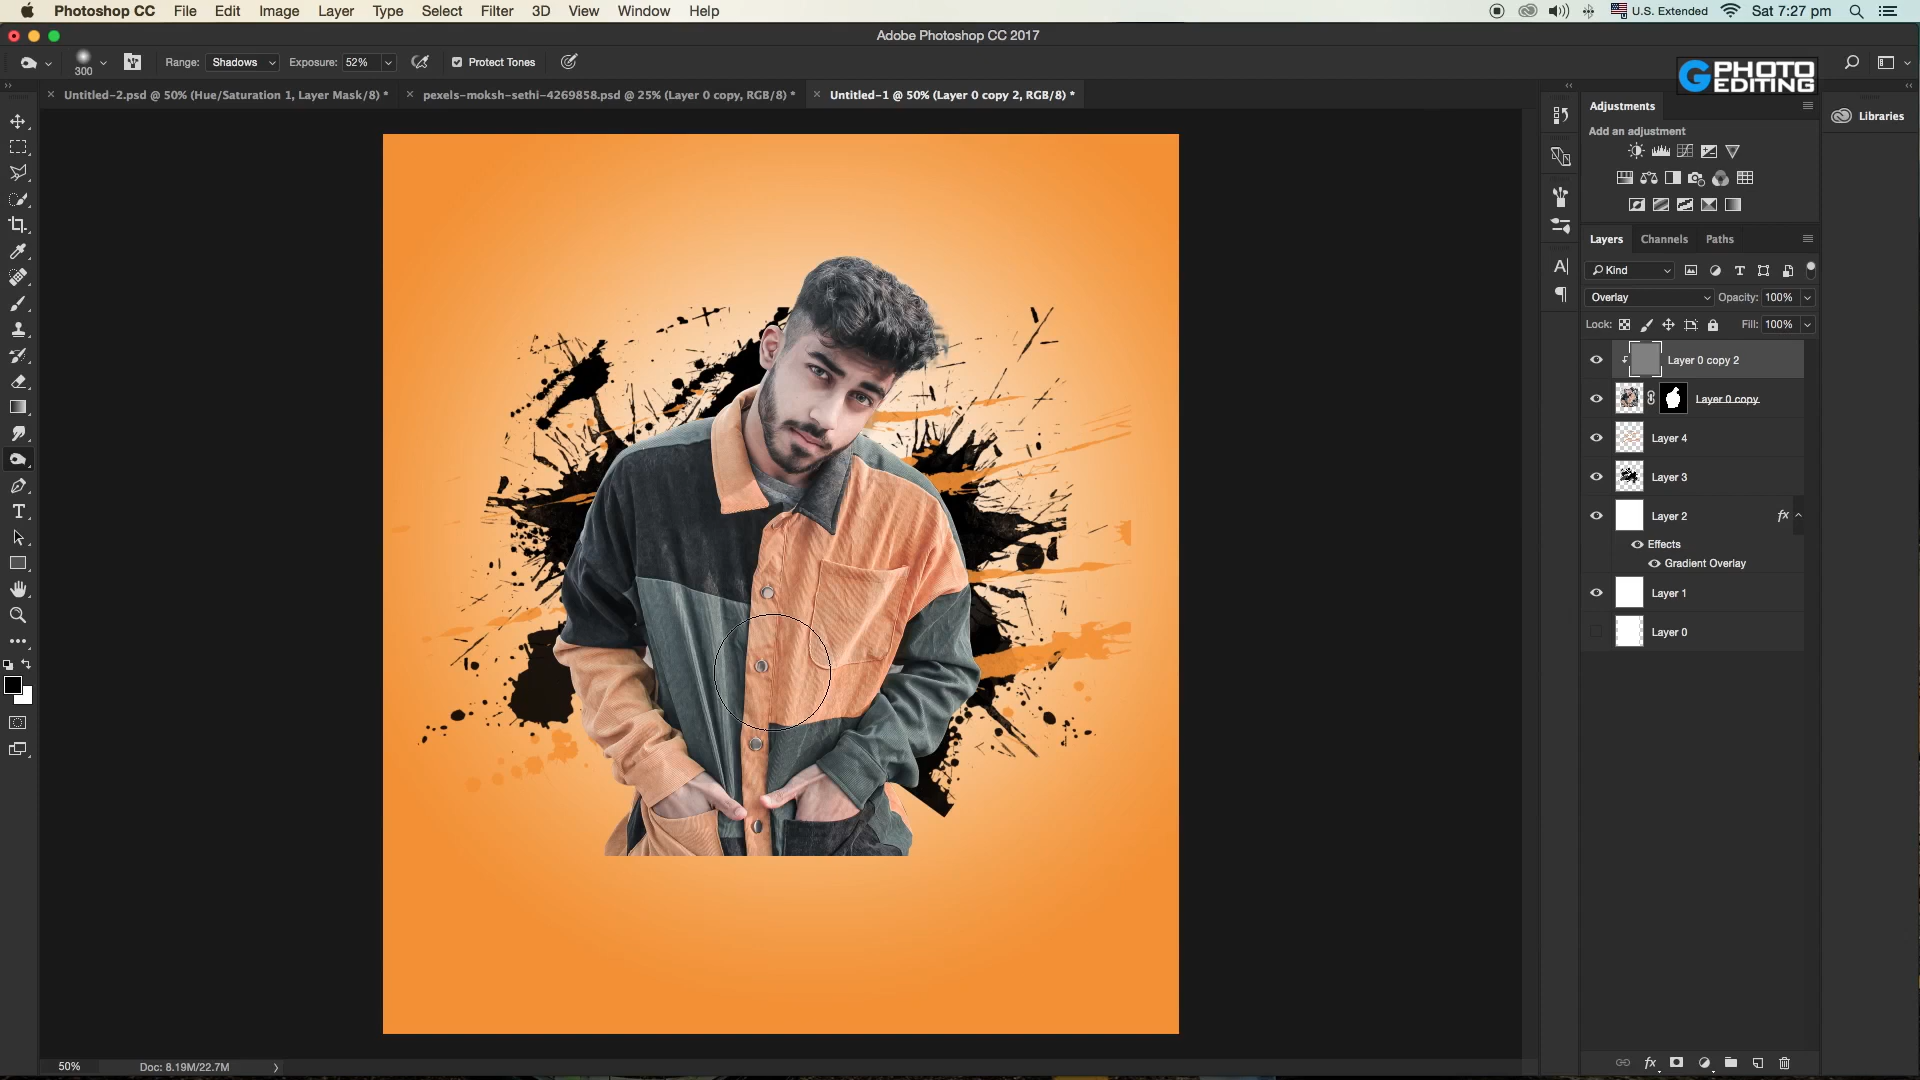 Photoshop CC File Edit Image Layer Type Select Filter 3D View Window Help U.S. Extended Sat 7:27 pm
Adobe Photoshop CC 2017
300 Range: Shadows Exposure: 52% Protect Tones
G PHOTO EDITING
Untitled-2.psd @ 50% (Hue/Saturation 1, Layer Mask/8) * pexels-moksh-sethi-4269858.psd @ 25% (Layer 0 copy, RGB/8) * Untitled-1 @ 50% (Layer 0 copy 2, RGB/8) *
Adjustments
Libraries
Add an adjustment
Layers Channels Paths
Kind
Overlay Opacity: 100%
Lock: Fill: 100%
Layer 0 copy 2
Layer 0 copy
Layer 4
Layer 3
Layer 2 fx
Effects
Gradient Overlay
Layer 1
Layer 0
50% Doc: 8.19M/22.7M